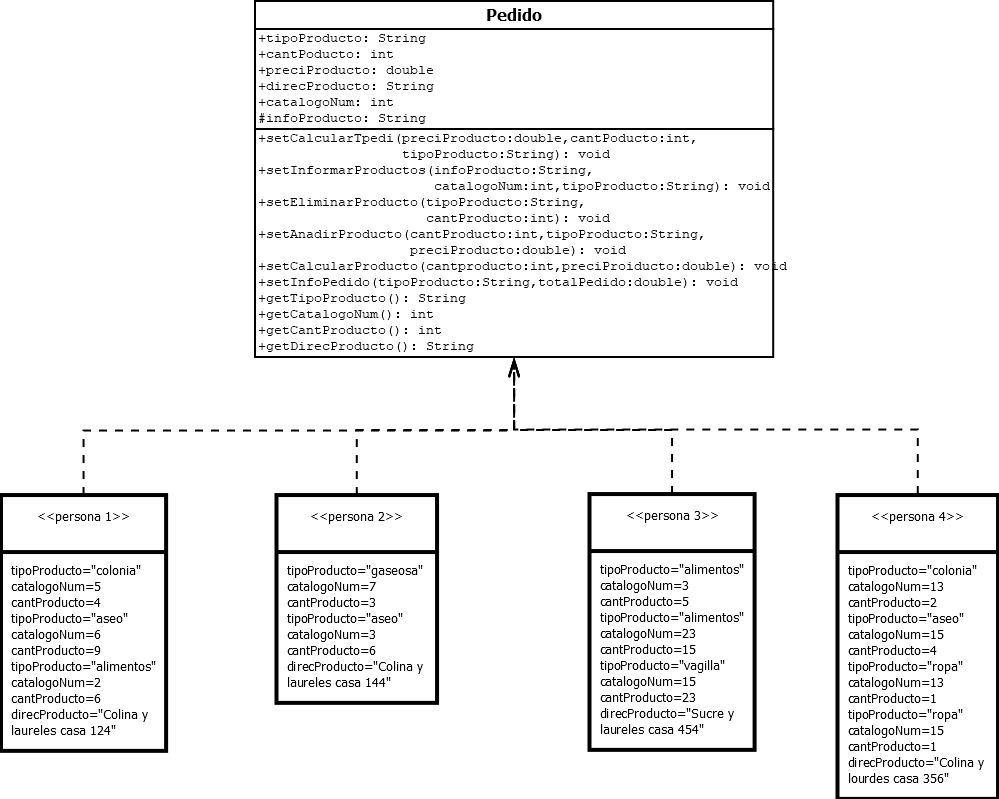 Pedido
+tipoProducto: String
+cantPoducto: int
+preciProducto: double
+direcProducto: String
+catalogoNum: int
#infoProducto: String
+setCalcularTpedi(preciProducto:double,cantPoducto:int,
tipoProducto:String): void
+setInformarProductos(infoProducto:String,
catalogoNum:int,tipoProducto:String): void
+setEliminarProducto(tipoProducto:String,
cantProducto:int): void
+setAnadirProducto(cantProducto:int,tipoProducto:String,
preciProducto:double): void
+setCalcularProducto(cantproducto:int,preciProiducto:double): void
+setInfoPedido(tipoProducto:String,totalPedido:double): void
+getTipoProducto(): String
+getCatalogoNum(): int
+getCantProducto(): int
+getDirecProducto(): String
<<persona 1>>
tipoProducto="colonia"
catalogoNum=5
cantProducto=4
tipoProducto="aseo"
catalogoNum=6
cantProducto=9
tipoProducto="alimentos"
catalogoNum=2
cantProducto=6
direcProducto="Colina y
laureles casa 124"
<<persona 2>>
tipoProducto="gaseosa"
catalogoNum=7
cantProducto=3
tipoProducto="aseo"
catalogoNum=3
cantProducto=6
direcProducto="Colina y
laureles casa 144"
<<persona 3>>
tipoProducto="alimentos"
catalogoNum=3
cantProducto=5
tipoProducto="alimentos"
catalogoNum=23
cantProducto=15
tipoProducto="vagilla"
catalogoNum=15
cantProducto=23
direcProducto="Sucre y
laureles casa 454"
<<persona 4>>
tipoProducto="colonia"
catalogoNum=13
cantProducto=2
tipoProducto="aseo"
catalogoNum=15
cantProducto=4
tipoProducto="ropa"
catalogoNum=13
cantProducto=1
tipoProducto="ropa"
catalogoNum=15
cantProducto=1
direcProducto="Colina y
lourdes casa 356"